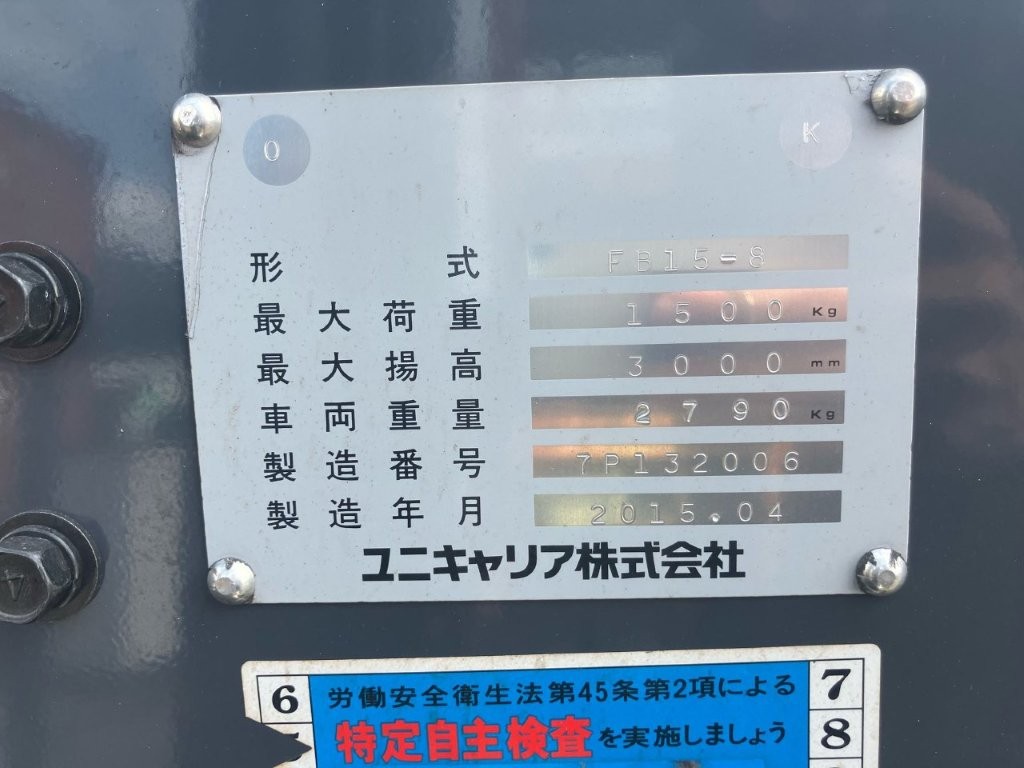 O K
形式 FB15-8
最大荷重 1500 Kg
最大揚高 3000 mm
車両重量 2790 Kg
製造番号 7P132006
製造年月 2015.04
ユニキャリア株式会社
6 労働安全衛生法第45条第2項による 7
特定自主検査を実施しましょう 8
4